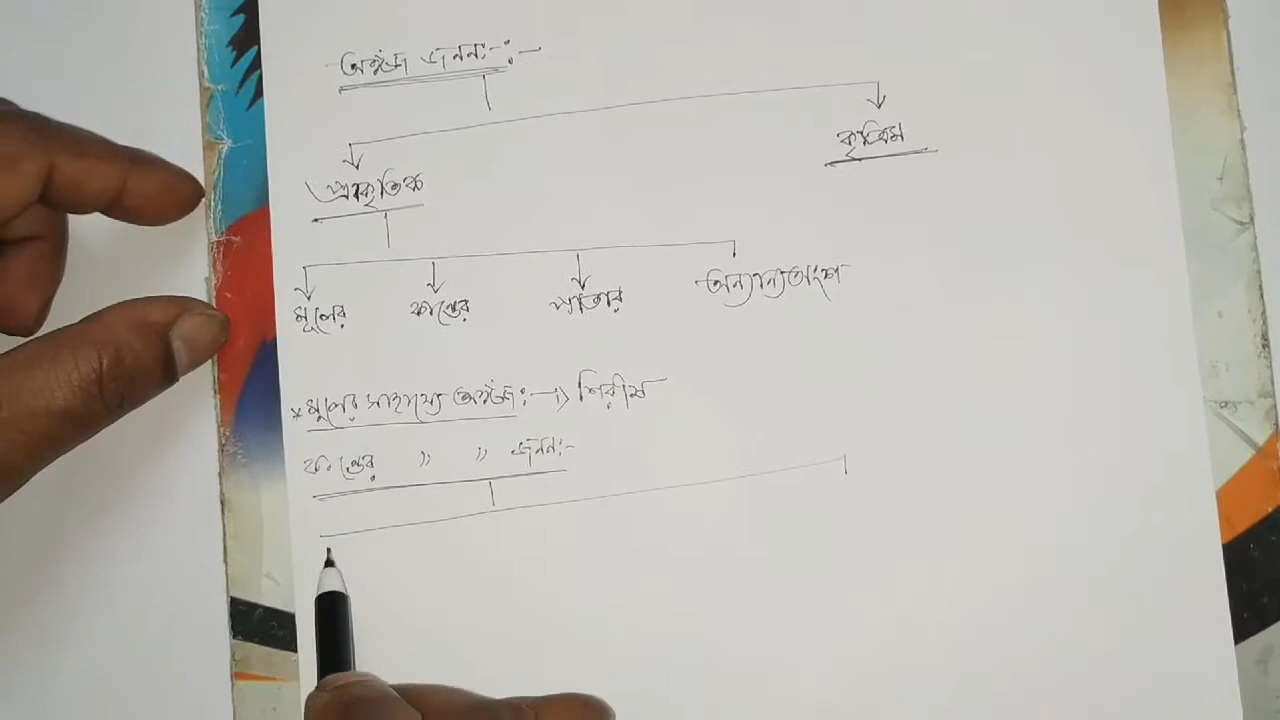 অঙ্গজ জনন:-:-
কৃত্রিম
প্রাকৃতিক
মূলের কাণ্ডের পাতার অন্যান্য অংশ
* মূলের সাহায্যে অঙ্গজ :-> শিরীষ
কাণ্ডের " " জনন:-